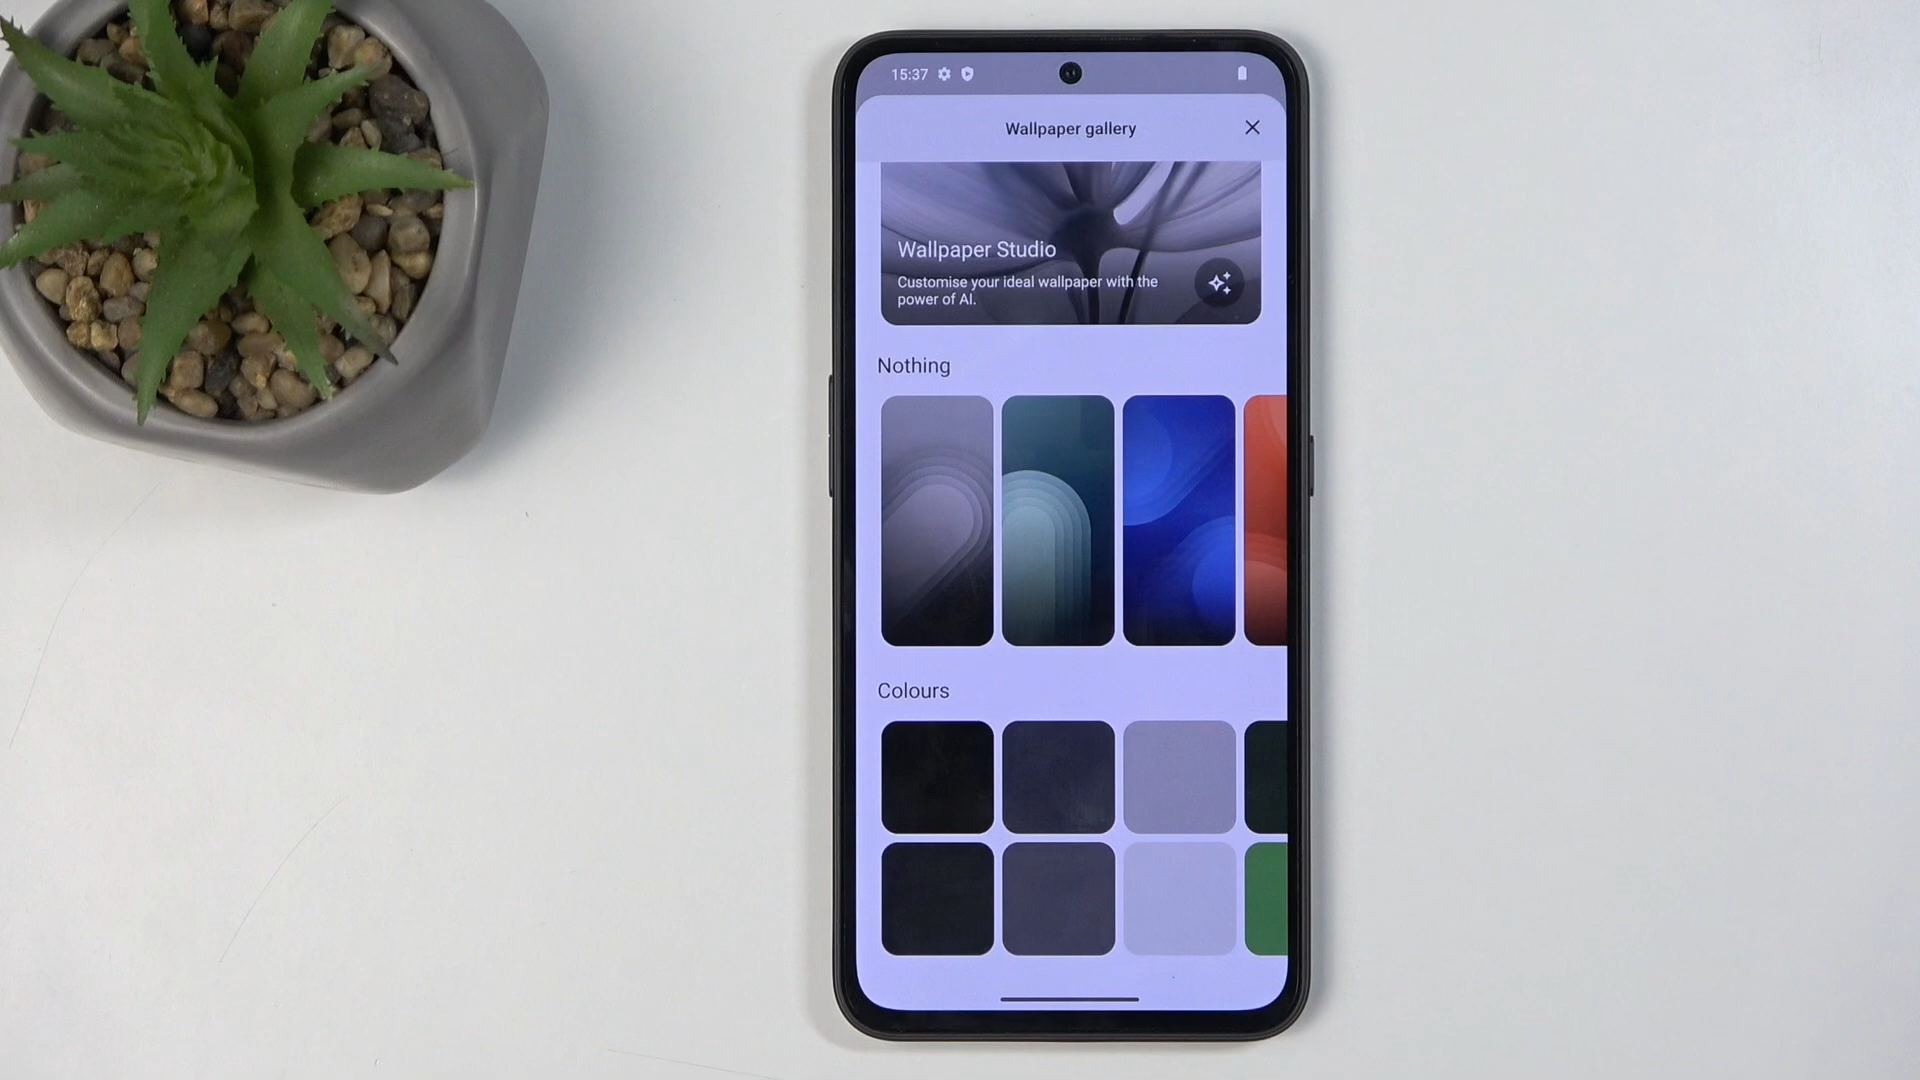 15:37
Wallpaper gallery
Wallpaper Studio
Customise your ideal wallpaper with the
power of AI.
Nothing
Colours